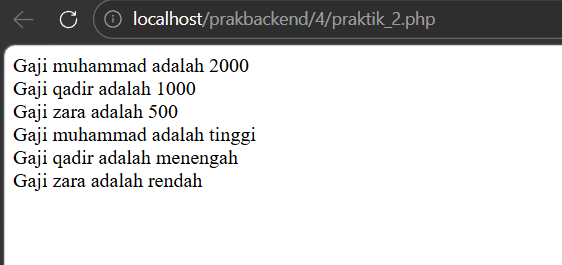 localhost/prakbackend/4/praktik_2.php
Gaji muhammad adalah 2000
Gaji qadir adalah 1000
Gaji zara adalah 500
Gaji muhammad adalah tinggi
Gaji qadir adalah menengah
Gaji zara adalah rendah